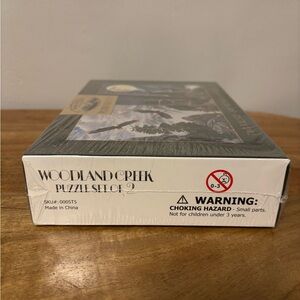 WOODLAND CREEK
PUZZLE SET OF 2
SKU#: 0005TS
Made in China
0-3
⚠ WARNING:
CHOKING HAZARD - Small parts.
Not for children under 3 years.